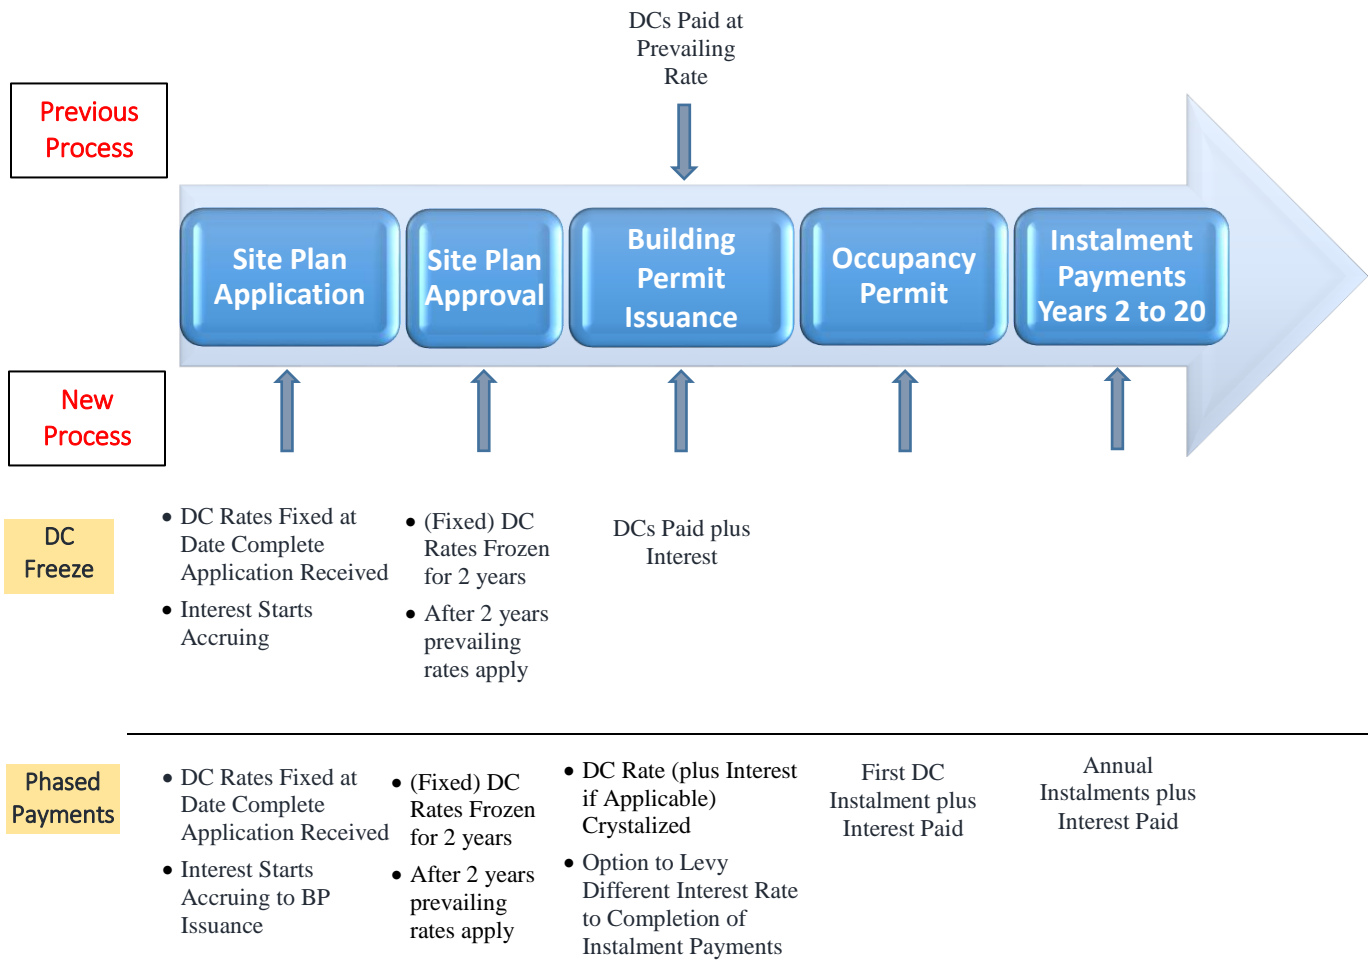 DCs Paid at
Prevailing
Rate
Previous
Process
Site Plan
Application
Site Plan
Approval
Building
Permit
Issuance
Occupancy
Permit
Instalment
Payments
Years 2 to 20
New
Process
DC
Freeze
• DC Rates Fixed at
Date Complete
Application Received
• Interest Starts
Accruing
• (Fixed) DC
Rates Frozen
for 2 years
• After 2 years
prevailing
rates apply
DCs Paid plus
Interest
Phased
Payments
• DC Rates Fixed at
Date Complete
Application Received
• Interest Starts
Accruing to BP
Issuance
• (Fixed) DC
Rates Frozen
for 2 years
• After 2 years
prevailing
rates apply
• DC Rate (plus Interest
if Applicable)
Crystalized
• Option to Levy
Different Interest Rate
to Completion of
Instalment Payments
First DC
Instalment plus
Interest Paid
Annual
Instalments plus
Interest Paid